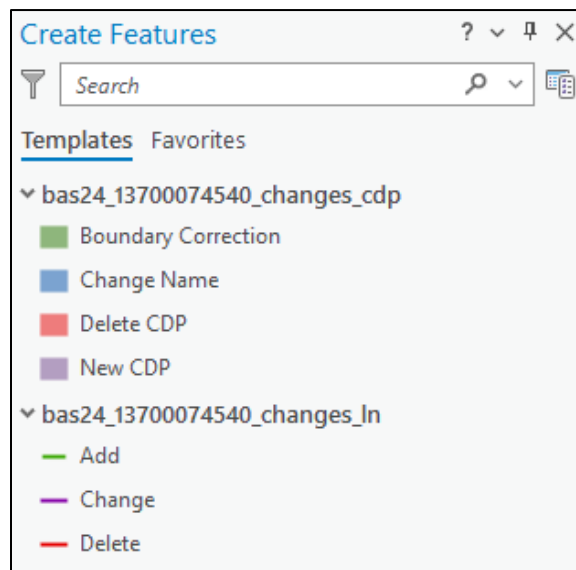 Create Features ?
Search
Templates Favorites
bas24_13700074540_changes_cdp
Boundary Correction
Change Name
Delete CDP
New CDP
bas24_13700074540_changes_ln
Add
Change
Delete